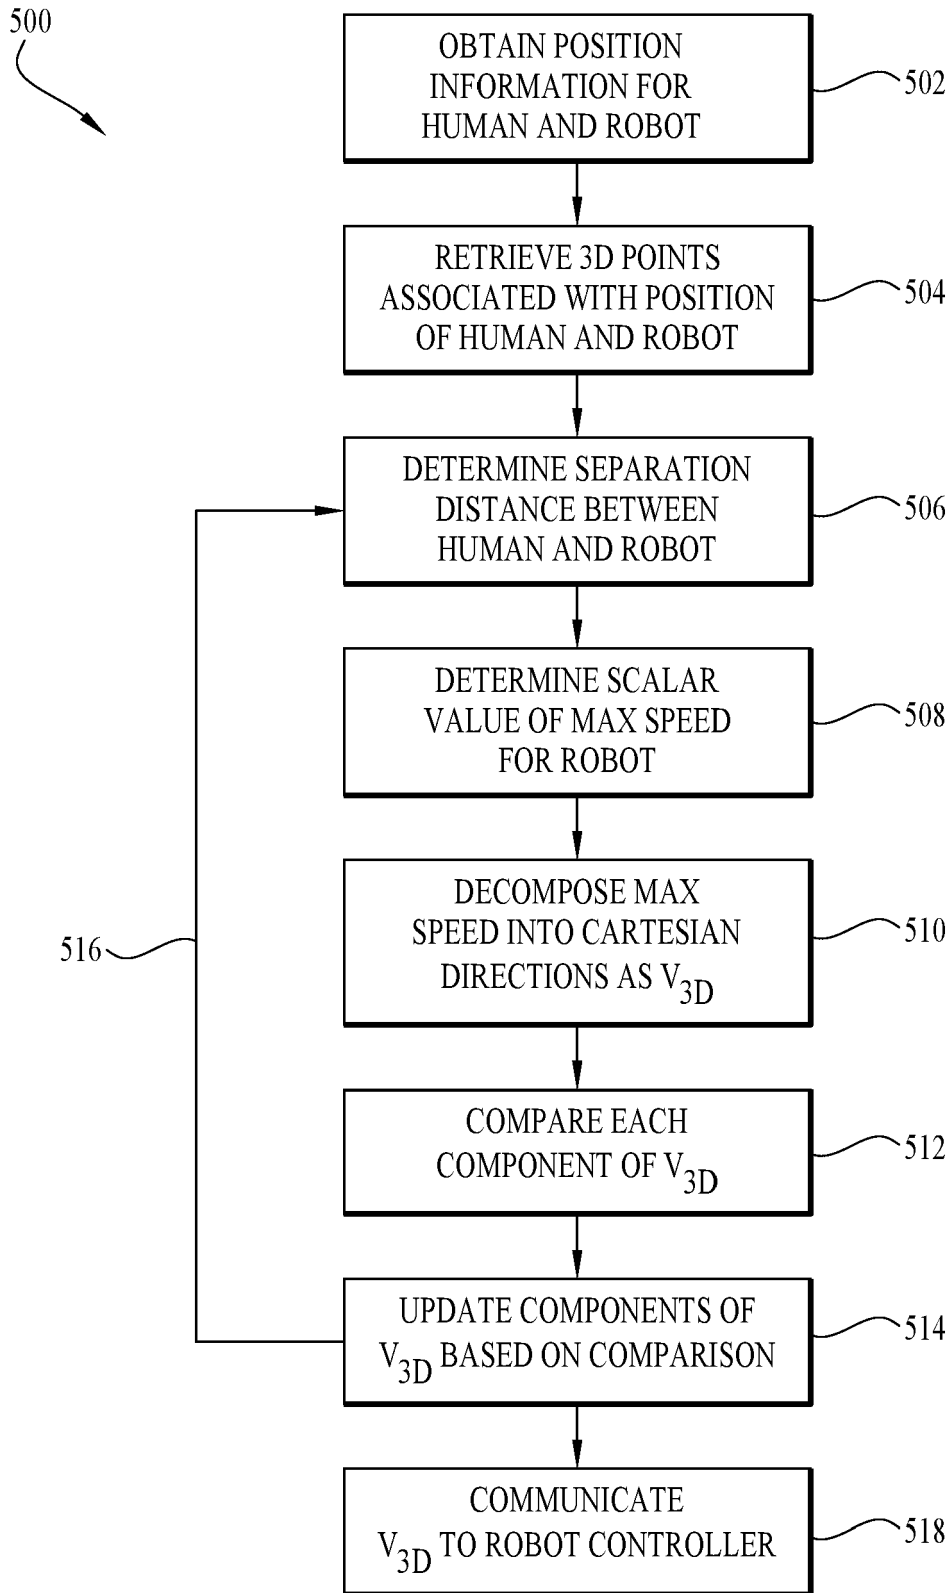 500
OBTAIN POSITION
INFORMATION FOR
HUMAN AND ROBOT
502
RETRIEVE 3D POINTS
ASSOCIATED WITH POSITION
OF HUMAN AND ROBOT
504
DETERMINE SEPARATION
DISTANCE BETWEEN
HUMAN AND ROBOT
506
DETERMINE SCALAR
VALUE OF MAX SPEED
FOR ROBOT
508
DECOMPOSE MAX
SPEED INTO CARTESIAN
DIRECTIONS AS V3D
510
516
COMPARE EACH
COMPONENT OF V3D
512
UPDATE COMPONENTS OF
V3D BASED ON COMPARISON
514
COMMUNICATE
V3D TO ROBOT CONTROLLER
518